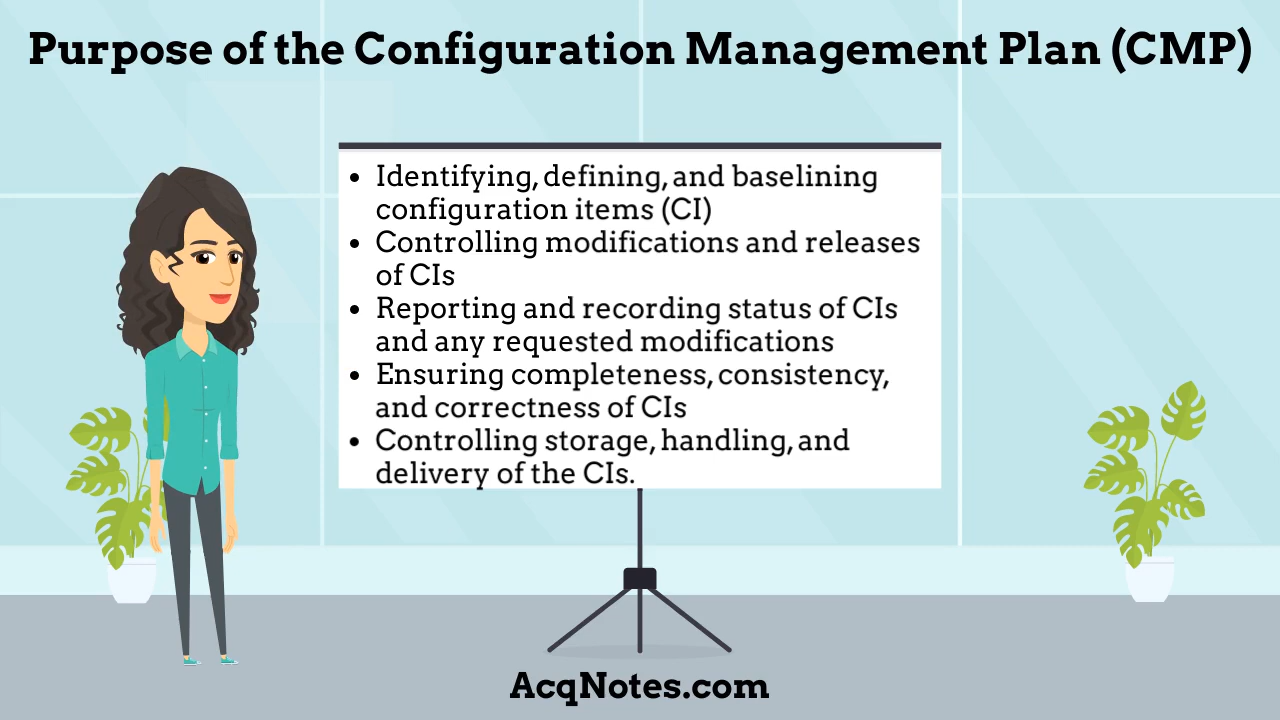 Purpose of the Configuration Management Plan (CMP)
• Identifying, defining, and baselining
configuration items (CI)
• Controlling modifications and releases
of CIs
• Reporting and recording status of CIs
and any requested modifications
• Ensuring completeness, consistency,
and correctness of CIs
• Controlling storage, handling, and
delivery of the CIs.
AcqNotes.com